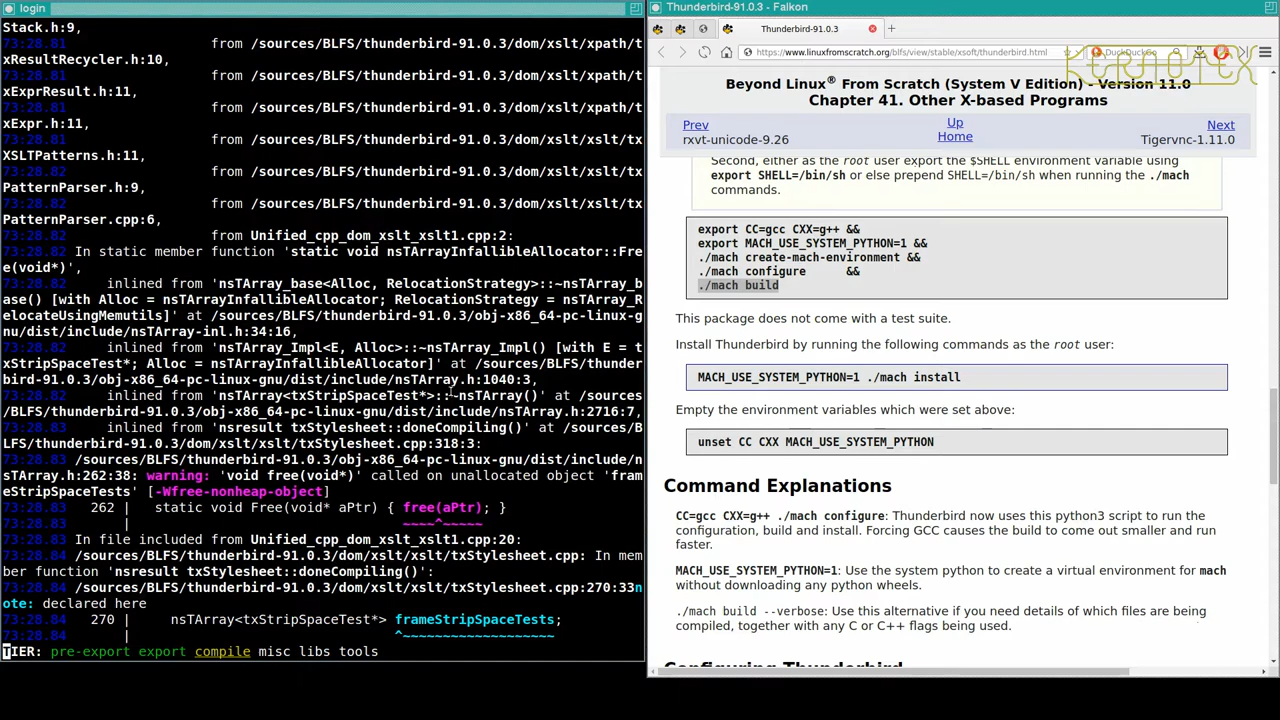 login
Stack.h:9,
73:28.81                 from /sources/BLFS/thunderbird-91.0.3/dom/xslt/xpath/t
xResultRecycler.h:10,
73:28.81                 from /sources/BLFS/thunderbird-91.0.3/dom/xslt/xpath/t
xExprResult.h:11,
73:28.81                 from /sources/BLFS/thunderbird-91.0.3/dom/xslt/xpath/t
xExpr.h:11,
73:28.81                 from /sources/BLFS/thunderbird-91.0.3/dom/xslt/xslt/tx
XSLTPatterns.h:11,
73:28.82                 from /sources/BLFS/thunderbird-91.0.3/dom/xslt/xslt/tx
PatternParser.h:9,
73:28.82                 from /sources/BLFS/thunderbird-91.0.3/dom/xslt/xslt/tx
PatternParser.cpp:6,
73:28.82                 from Unified_cpp_dom_xslt_xslt1.cpp:2:
73:28.82 In static member function 'static void nsTArrayInfallibleAllocator::Fre
e(void*)',
73:28.82     inlined from 'nsTArray_base<Alloc, RelocationStrategy>::~nsTArray_b
ase() [with Alloc = nsTArrayInfallibleAllocator; RelocationStrategy = nsTArray_R
elocateUsingMemutils]' at /sources/BLFS/thunderbird-91.0.3/obj-x86_64-pc-linux-g
nu/dist/include/nsTArray-inl.h:34:16,
73:28.82     inlined from 'nsTArray_Impl<E, Alloc>::~nsTArray_Impl() [with E = t
xStripSpaceTest*; Alloc = nsTArrayInfallibleAllocator]' at /sources/BLFS/thunder
bird-91.0.3/obj-x86_64-pc-linux-gnu/dist/include/nsTArray.h:1040:3,
73:28.82     inlined from 'nsTArray<txStripSpaceTest*>::~nsTArray()' at /sources
/BLFS/thunderbird-91.0.3/obj-x86_64-pc-linux-gnu/dist/include/nsTArray.h:2716:7,
73:28.82     inlined from 'nsresult txStylesheet::doneCompiling()' at /sources/B
LFS/thunderbird-91.0.3/dom/xslt/xslt/txStylesheet.cpp:318:3:
73:28.83 /sources/BLFS/thunderbird-91.0.3/obj-x86_64-pc-linux-gnu/dist/include/n
sTArray.h:262:38: warning: 'void free(void*)' called on unallocated object 'fram
eStripSpaceTests' [-Wfree-nonheap-object]
73:28.83   262 |   static void Free(void* aPtr) { free(aPtr); }
73:28.83       |                                  ~~~~^~~~~~
73:28.83 In file included from Unified_cpp_dom_xslt_xslt1.cpp:20:
73:28.84 /sources/BLFS/thunderbird-91.0.3/dom/xslt/xslt/txStylesheet.cpp: In mem
ber function 'nsresult txStylesheet::doneCompiling()':
73:28.84 /sources/BLFS/thunderbird-91.0.3/dom/xslt/xslt/txStylesheet.cpp:270:33n
ote: declared here
73:28.84   270 |     nsTArray<txStripSpaceTest*> frameStripSpaceTests;
73:28.84       |                                 ^~~~~~~~~~~~~~~~~~~~
TIER: pre-export export compile misc libs tools
Thunderbird-91.0.3 - Falkon
Thunderbird-91.0.3
https://www.linuxfromscratch.org/blfs/view/stable/xsoft/thunderbird.html
DuckDuckGo
KERNOTEX
Beyond Linux® From Scratch (System V Edition) - Version 11.0
Chapter 41. Other X-based Programs
Prev Up Next
rxvt-unicode-9.26 Home Tigervnc-1.11.0
Second, either as the root user export the $SHELL environment variable using
export SHELL=/bin/sh or else prepend SHELL=/bin/sh when running the ./mach
commands.
export CC=gcc CXX=g++ &&
export MACH_USE_SYSTEM_PYTHON=1 &&
./mach create-mach-environment &&
./mach configure      &&
./mach build
This package does not come with a test suite.
Install Thunderbird by running the following commands as the root user:
MACH_USE_SYSTEM_PYTHON=1 ./mach install
Empty the environment variables which were set above:
unset CC CXX MACH_USE_SYSTEM_PYTHON
Command Explanations
CC=gcc CXX=g++ ./mach configure: Thunderbird now uses this python3 script to run the
configuration, build and install. Forcing GCC causes the build to come out smaller and run
faster.
MACH_USE_SYSTEM_PYTHON=1: Use the system python to create a virtual environment for mach
without downloading any python wheels.
./mach build --verbose: Use this alternative if you need details of which files are being
compiled, together with any C or C++ flags being used.
Configuring Thunderbird